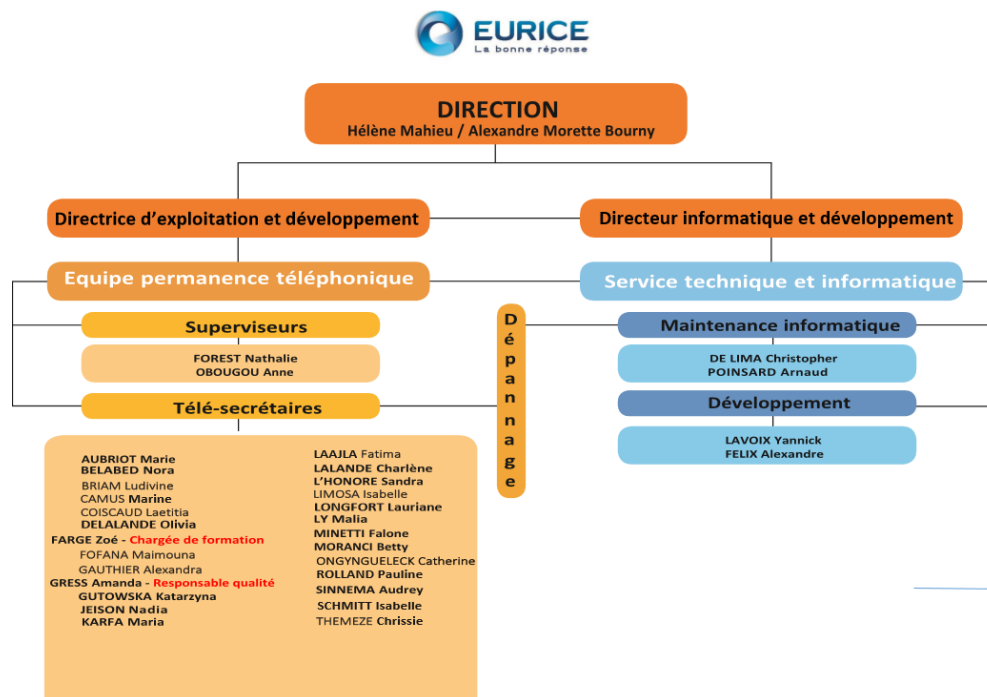 EURICE
La bonne réponse
DIRECTION
Hélène Mahieu / Alexandre Morette Bourny
Directrice d’exploitation et développement
Directeur informatique et développement
Equipe permanence téléphonique
Service technique et informatique
Superviseurs
FOREST Nathalie
OBOUGOU Anne
Télé-secrétaires
AUBRIOT Marie
BELABED Nora
BRIAM Ludivine
CAMUS Marine
COISCAUD Laetitia
DELALANDE Olivia
FARGE Zoé - Chargée de formation
FOFANA Maimouna
GAUTHIER Alexandra
GRESS Amanda - Responsable qualité
GUTOWSKA Katarzyna
JEISON Nadia
KARFA Maria
LAAJLA Fatima
LALANDE Charlène
L’HONORE Sandra
LIMOSA Isabelle
LONGFORT Lauriane
LY Malia
MINETTI Falone
MORANCI Betty
ONGYNGUELECK Catherine
ROLLAND Pauline
SINNEMA Audrey
SCHMITT Isabelle
THEMEZE Chrissie
Dépannage
Maintenance informatique
DE LIMA Christopher
POINSARD Arnaud
Développement
LAVOIX Yannick
FELIX Alexandre